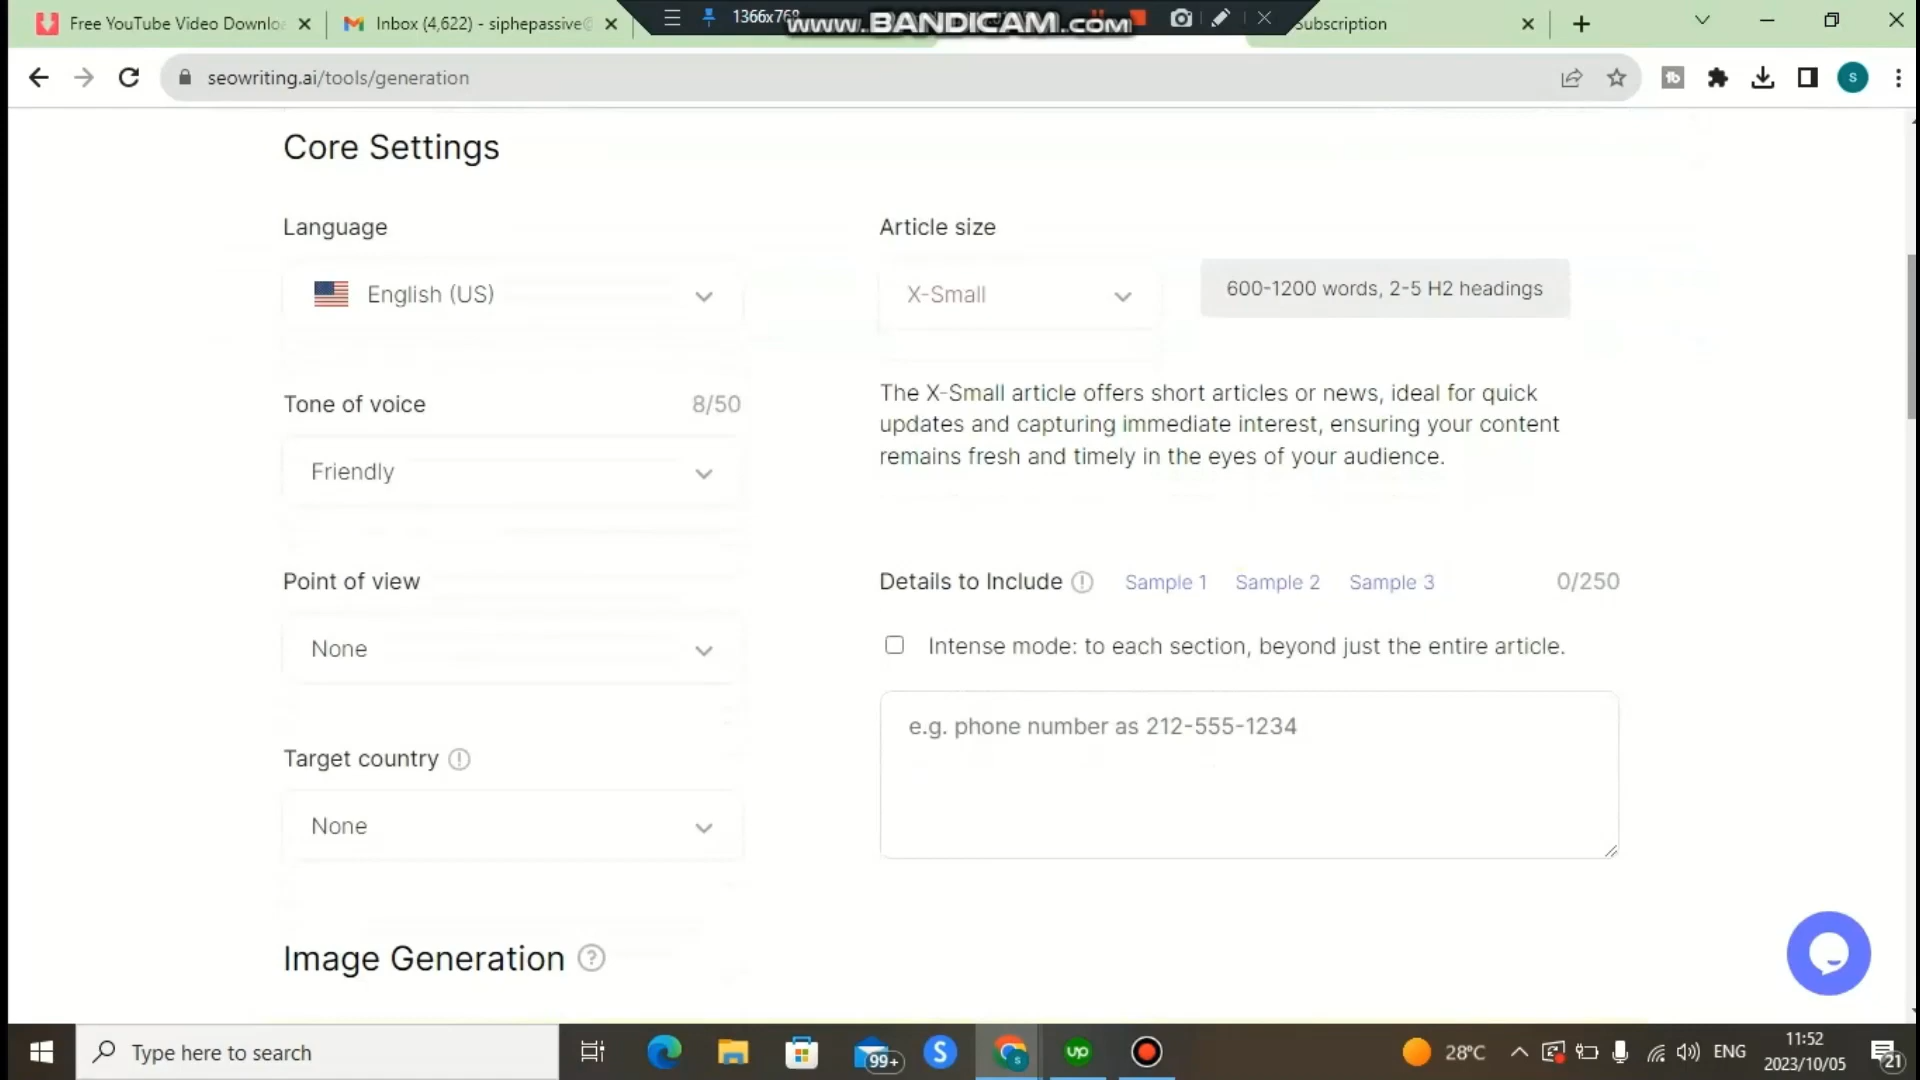 Free YouTube Video Downlo
Inbox (4,622) - siphepassive@
1366x768
www.BANDICAM.com
Subscription
seowriting.ai/tools/generation
S
Core Settings
Language
Article size
English (US)
X-Small
600-1200 words, 2-5 H2 headings
Tone of voice
8/50
The X-Small article offers short articles or news, ideal for quick
updates and capturing immediate interest, ensuring your content
remains fresh and timely in the eyes of your audience.
Friendly
Point of view
Details to Include
Sample 1
Sample 2
Sample 3
0/250
None
Intense mode: to each section, beyond just the entire article.
e.g. phone number as 212-555-1234
Target country
None
Image Generation
Type here to search
99+
S
up
28°C
ENG
11:52
2023/10/05
21